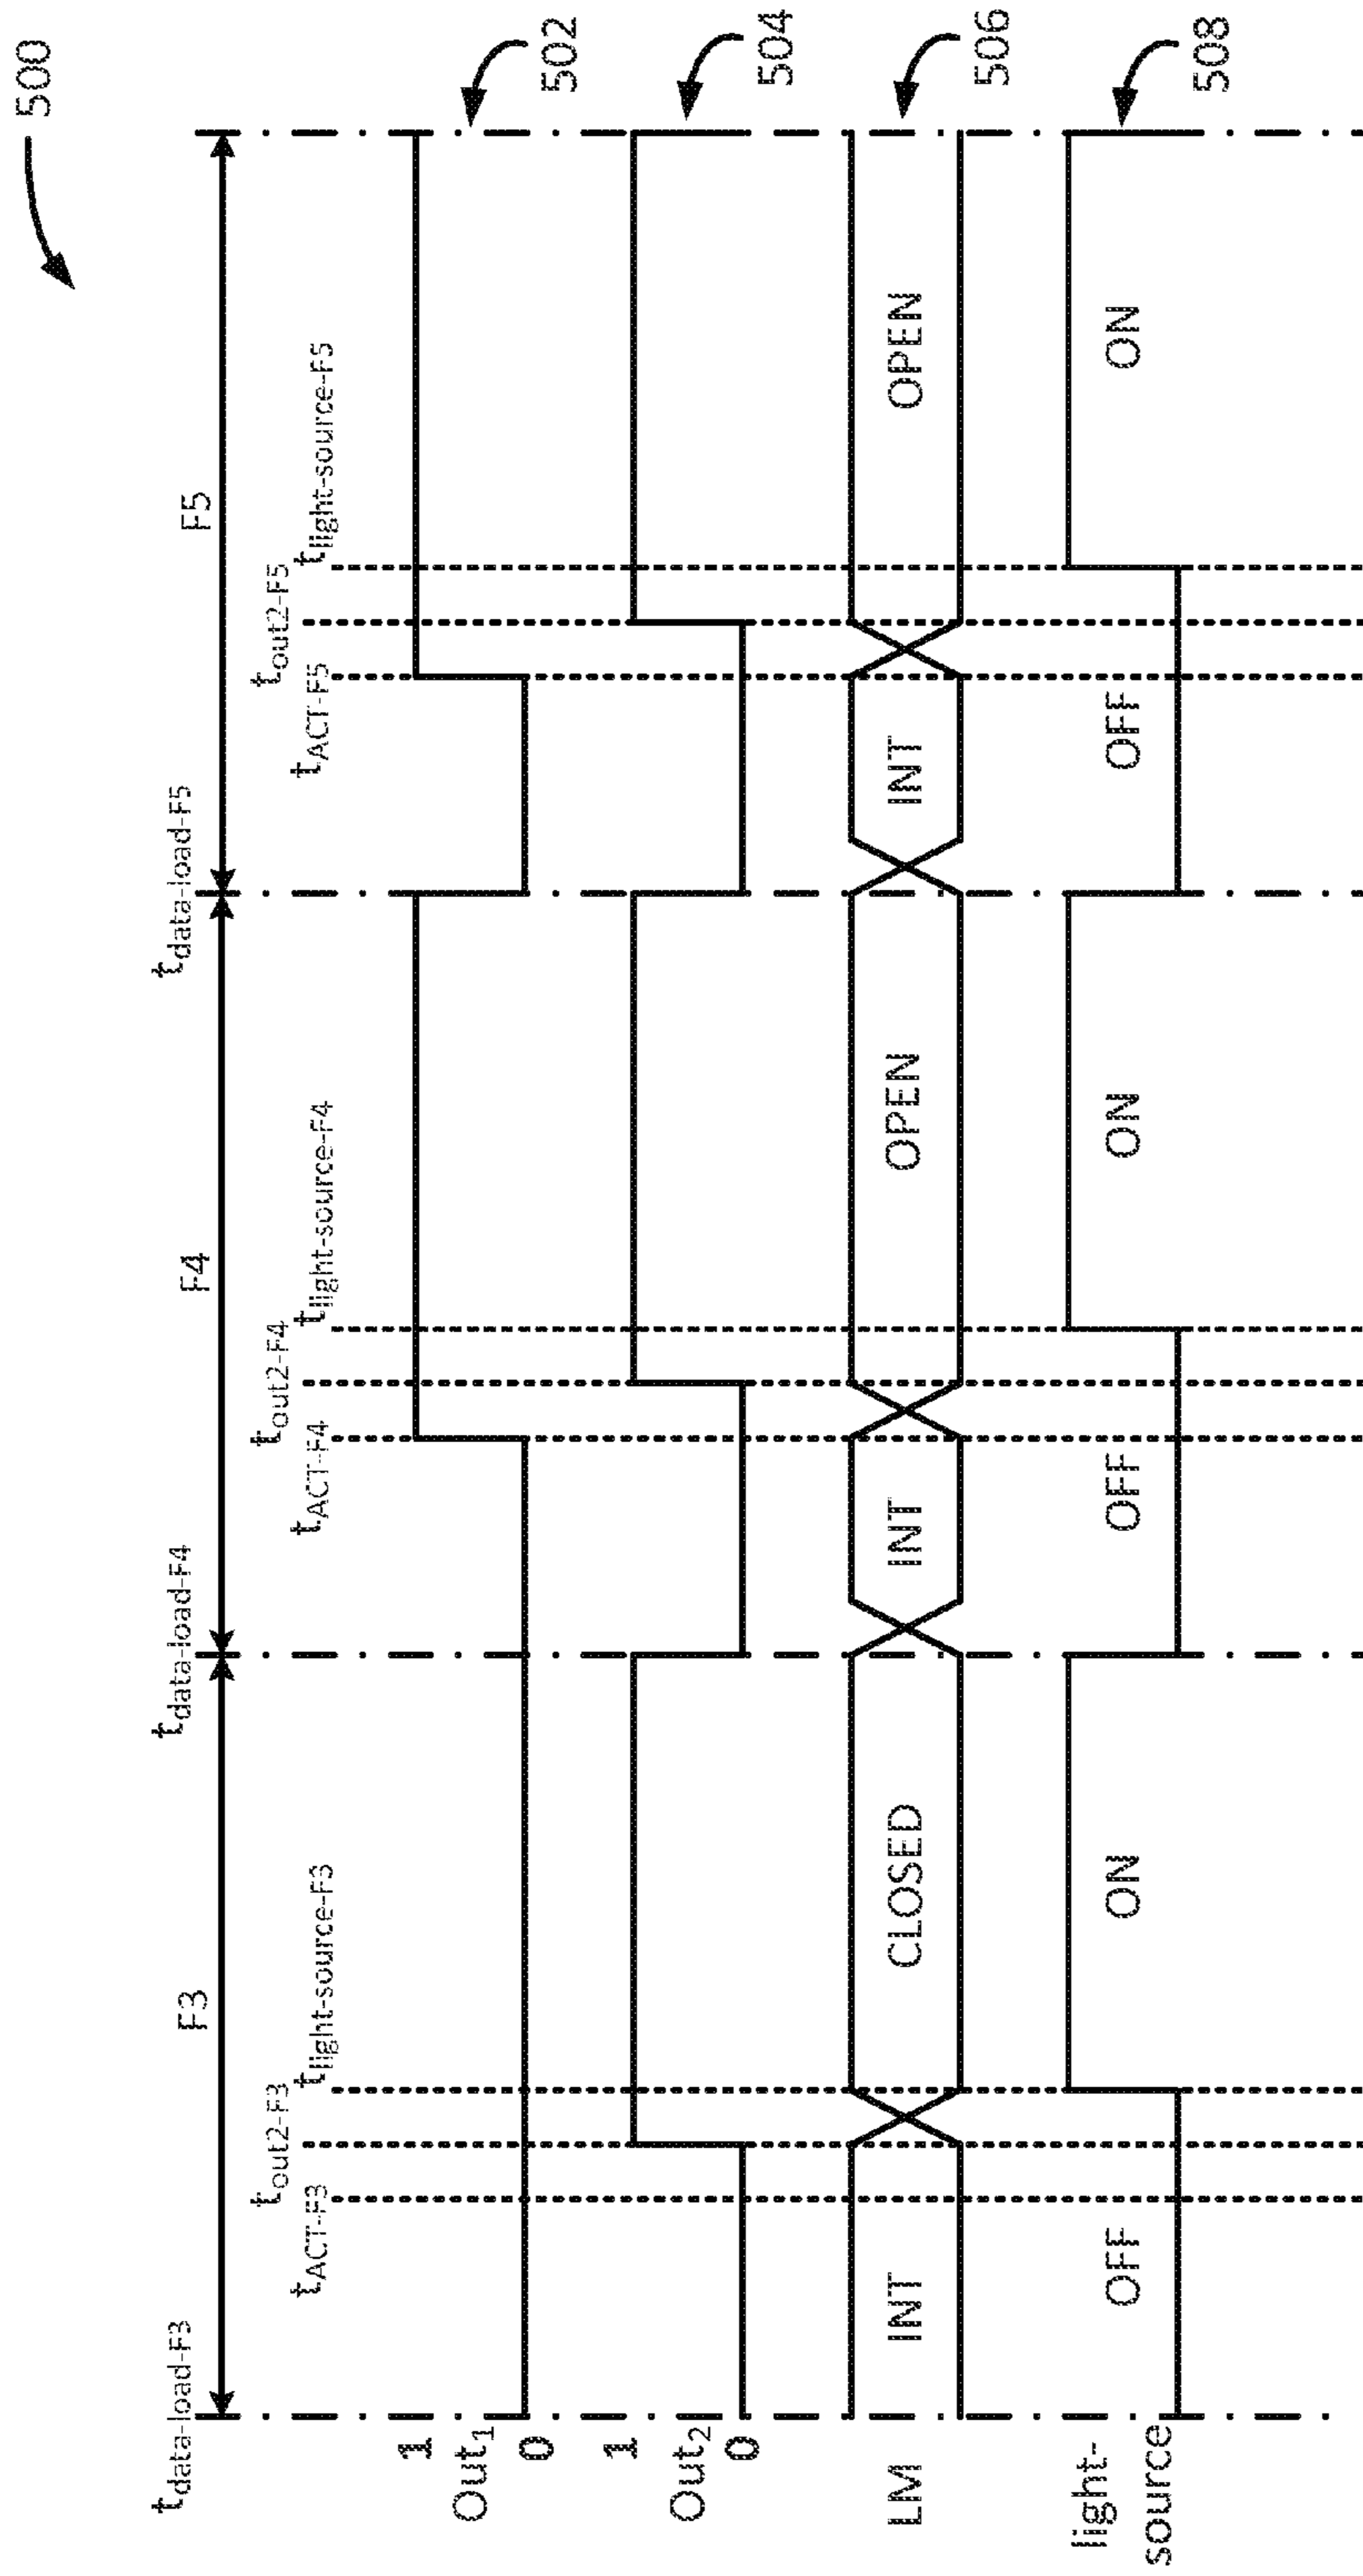 500
F3
F4
F5
t_data-load-F3
t_data-load-F4
t_data-load-F5
t_out2-F3
t_out2-F4
t_out2-F5
t_ACT-F3
t_light-source-F3
t_ACT-F4
t_light-source-F4
t_ACT-F5
t_light-source-F5
1
Out1
0
502
1
Out2
0
504
LM
INT
CLOSED
INT
OPEN
INT
OPEN
506
light-
source
OFF
ON
OFF
ON
OFF
ON
508